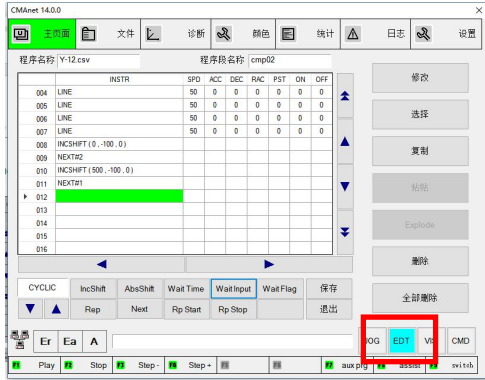 CMAnet 14.0.0
主页面 文件 诊断 颜色 统计 日志 设置
程序名称 Y-12.csv 程序段名称 cmp02
INSTR SPD ACC DEC RAC PST ON OFF
004 LINE 50 0 0 0 0 0 0
005 LINE 50 0 0 0 0 0 0
006 LINE 50 0 0 0 0 0 0
007 LINE 50 0 0 0 0 0 0
008 INCSHIFT ( 0 , -100 , 0 )
009 NEXT#2
010 INCSHIFT ( 500 , -100 , 0 )
011 NEXT#1
012
013
014
015
016
修改
选择
复制
粘贴
Explode
删除
全部删除
CYCLIC IncShift AbsShift Wait Time Wait Input Wait Flag 保存
Rep Next Rp Start Rp Stop 退出
Er Ea A JOG EDT VIS CMD
F1 Play F2 Stop F3 Step - F4 Step + F5 F6 F7 aux prg F8 assist F9 switch